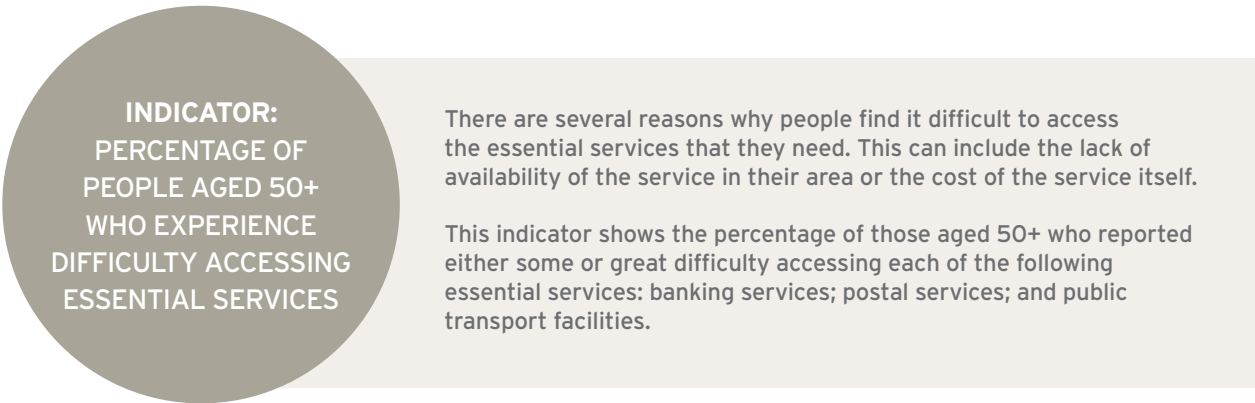 INDICATOR:
PERCENTAGE OF
PEOPLE AGED 50+
WHO EXPERIENCE
DIFFICULTY ACCESSING
ESSENTIAL SERVICES
There are several reasons why people find it difficult to access
the essential services that they need. This can include the lack of
availability of the service in their area or the cost of the service itself.
This indicator shows the percentage of those aged 50+ who reported
either some or great difficulty accessing each of the following
essential services: banking services; postal services; and public
transport facilities.